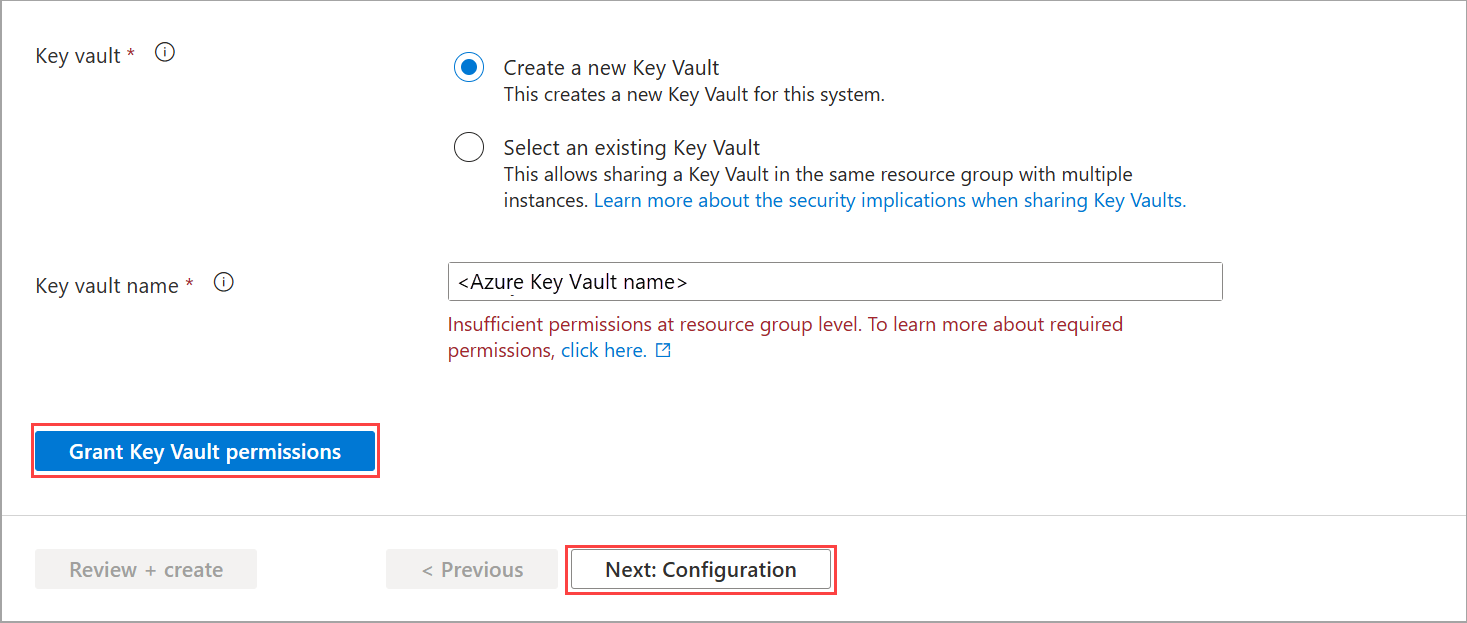 Key vault *
Create a new Key Vault
This creates a new Key Vault for this system.
Select an existing Key Vault
This allows sharing a Key Vault in the same resource group with multiple
instances. Learn more about the security implications when sharing Key Vaults.
Key vault name *
<Azure Key Vault name>
Insufficient permissions at resource group level. To learn more about required
permissions, click here.
Grant Key Vault permissions
Review + create
< Previous
Next: Configuration